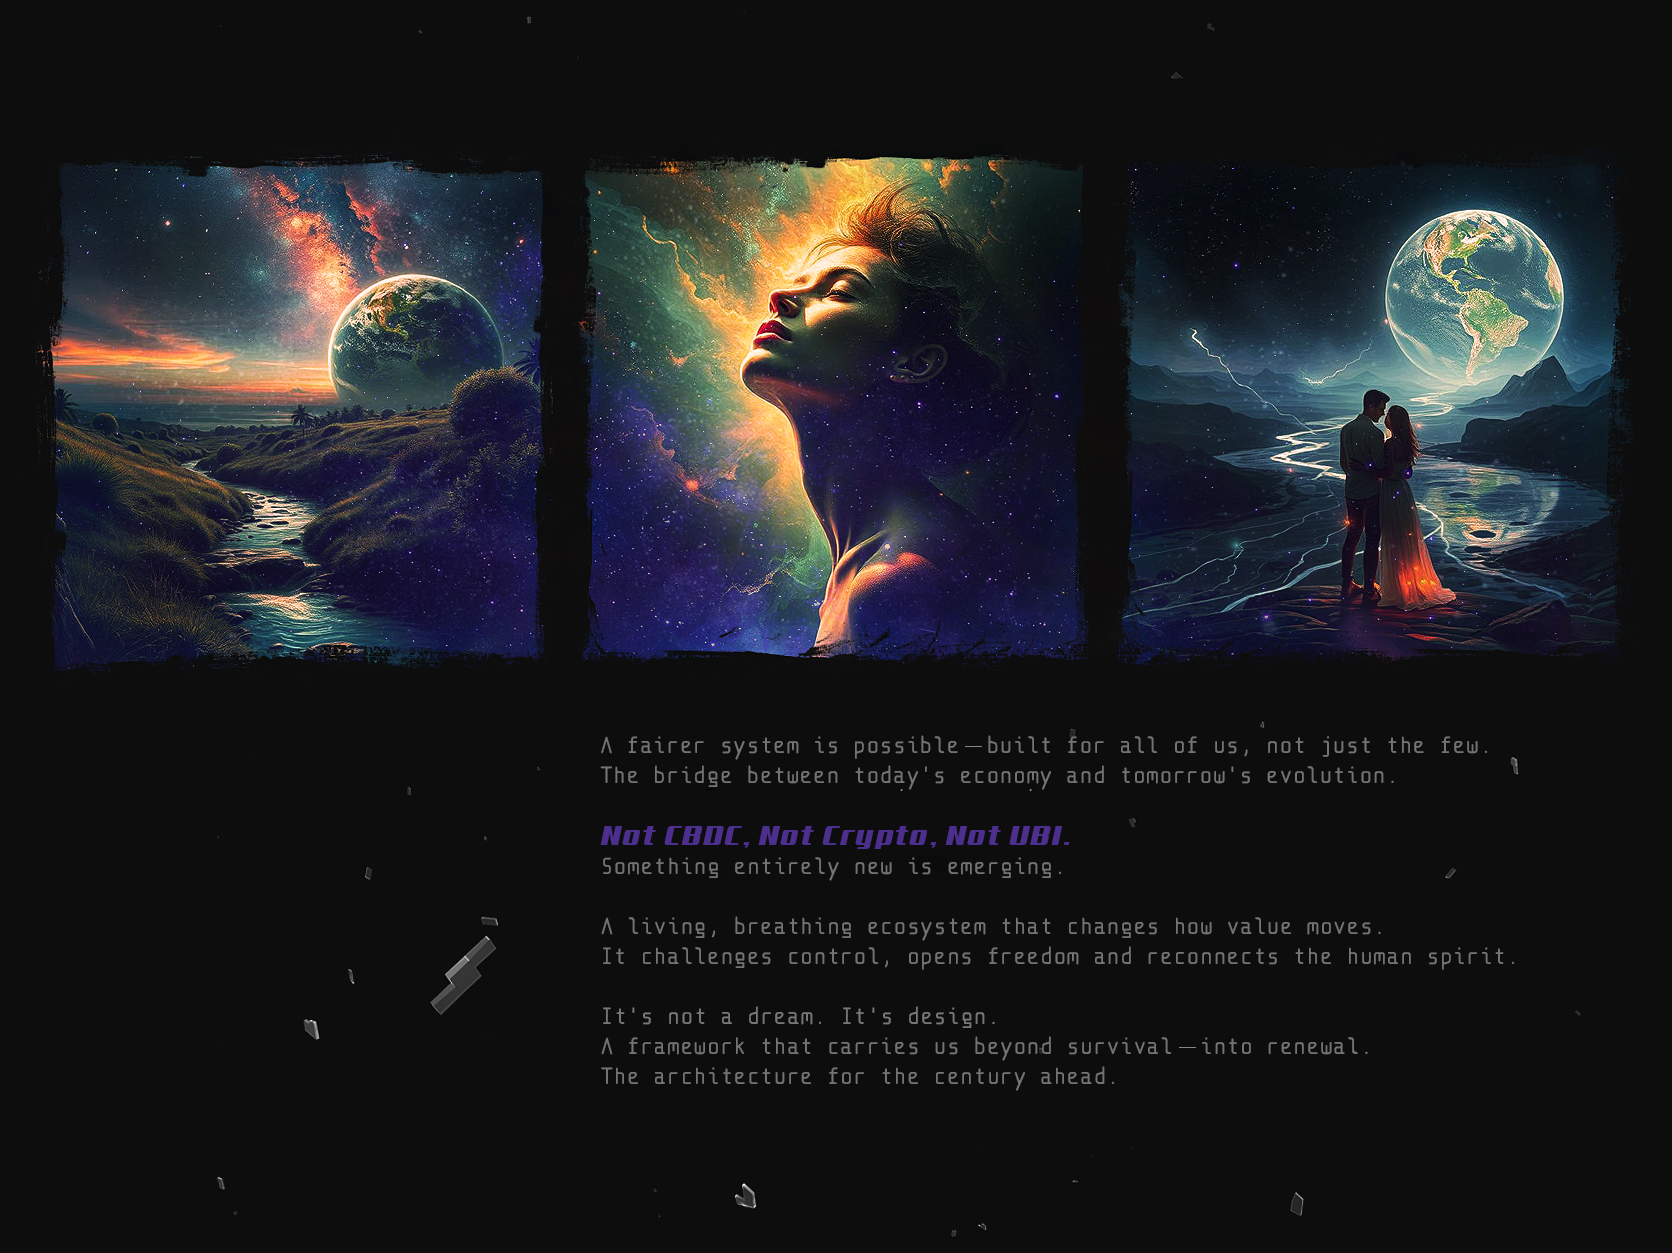 A fairer system is possible—built for all of us, not just the few.
The bridge between today's economy and tomorrow's evolution.
Not CBDC, Not Crypto, Not UBI.
Something entirely new is emerging.
A living, breathing ecosystem that changes how value moves.
It challenges control, opens freedom and reconnects the human spirit.
It's not a dream. It's design.
A framework that carries us beyond survival—into renewal.
The architecture for the century ahead.